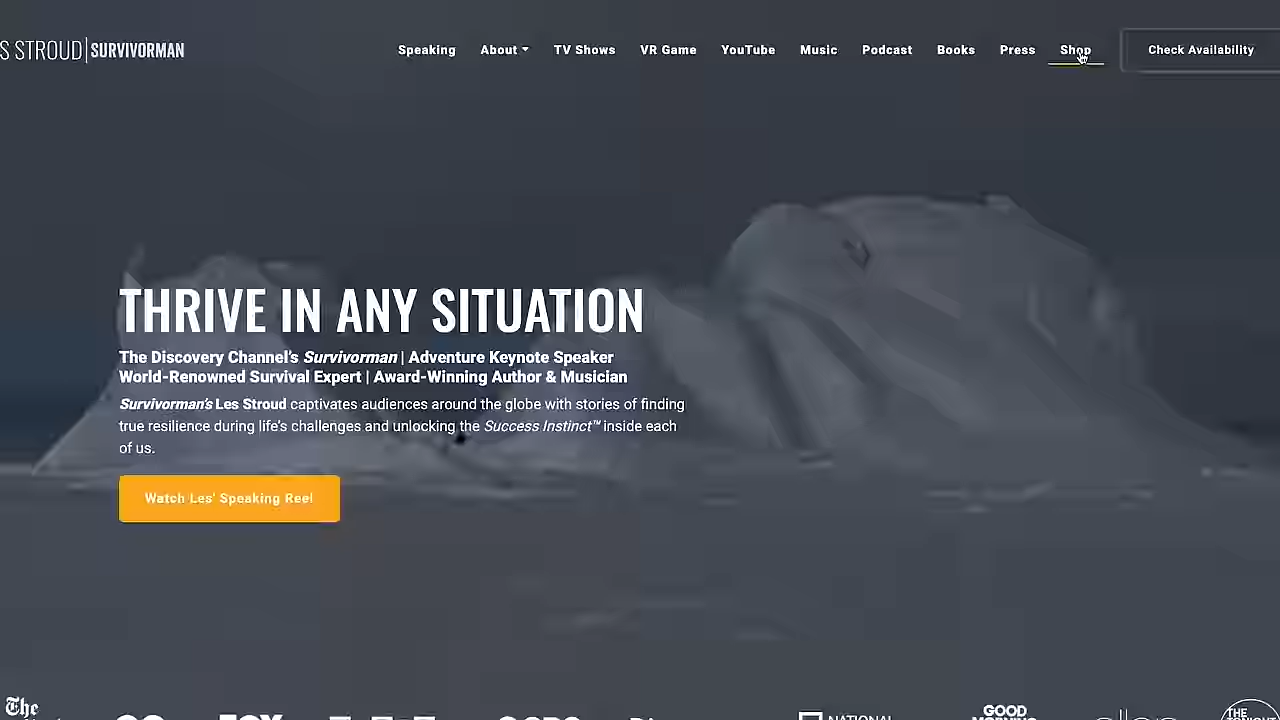 S STROUD|SURVIVORMAN
Speaking About TV Shows VR Game YouTube Music Podcast Books Press Shop Check Availability
THRIVE IN ANY SITUATION
The Discovery Channel's Survivorman | Adventure Keynote Speaker
World-Renowned Survival Expert | Award-Winning Author & Musician
Survivorman's Les Stroud captivates audiences around the globe with stories of finding
true resilience during life's challenges and unlocking the Success Instinct™ inside each
of us.
Watch Les' Speaking Reel
The FOX NATIONAL GOOD THE
MORNING